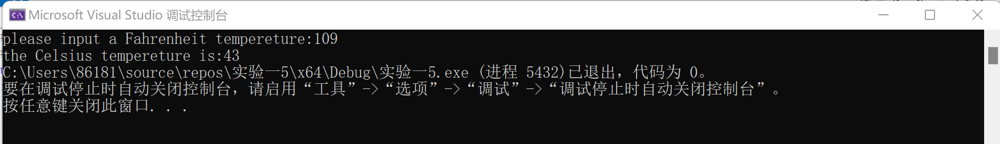 Microsoft Visual Studio 调试控制台
please input a Fahrenheit tempereture:109
the Celsius tempereture is:43
C:\Users\86181\source\repos\实验一5\x64\Debug\实验一5.exe (进程 5432)已退出，代码为 0。
要在调试停止时自动关闭控制台，请启用“工具”->“选项”->“调试”->“调试停止时自动关闭控制台”。
按任意键关闭此窗口. . .